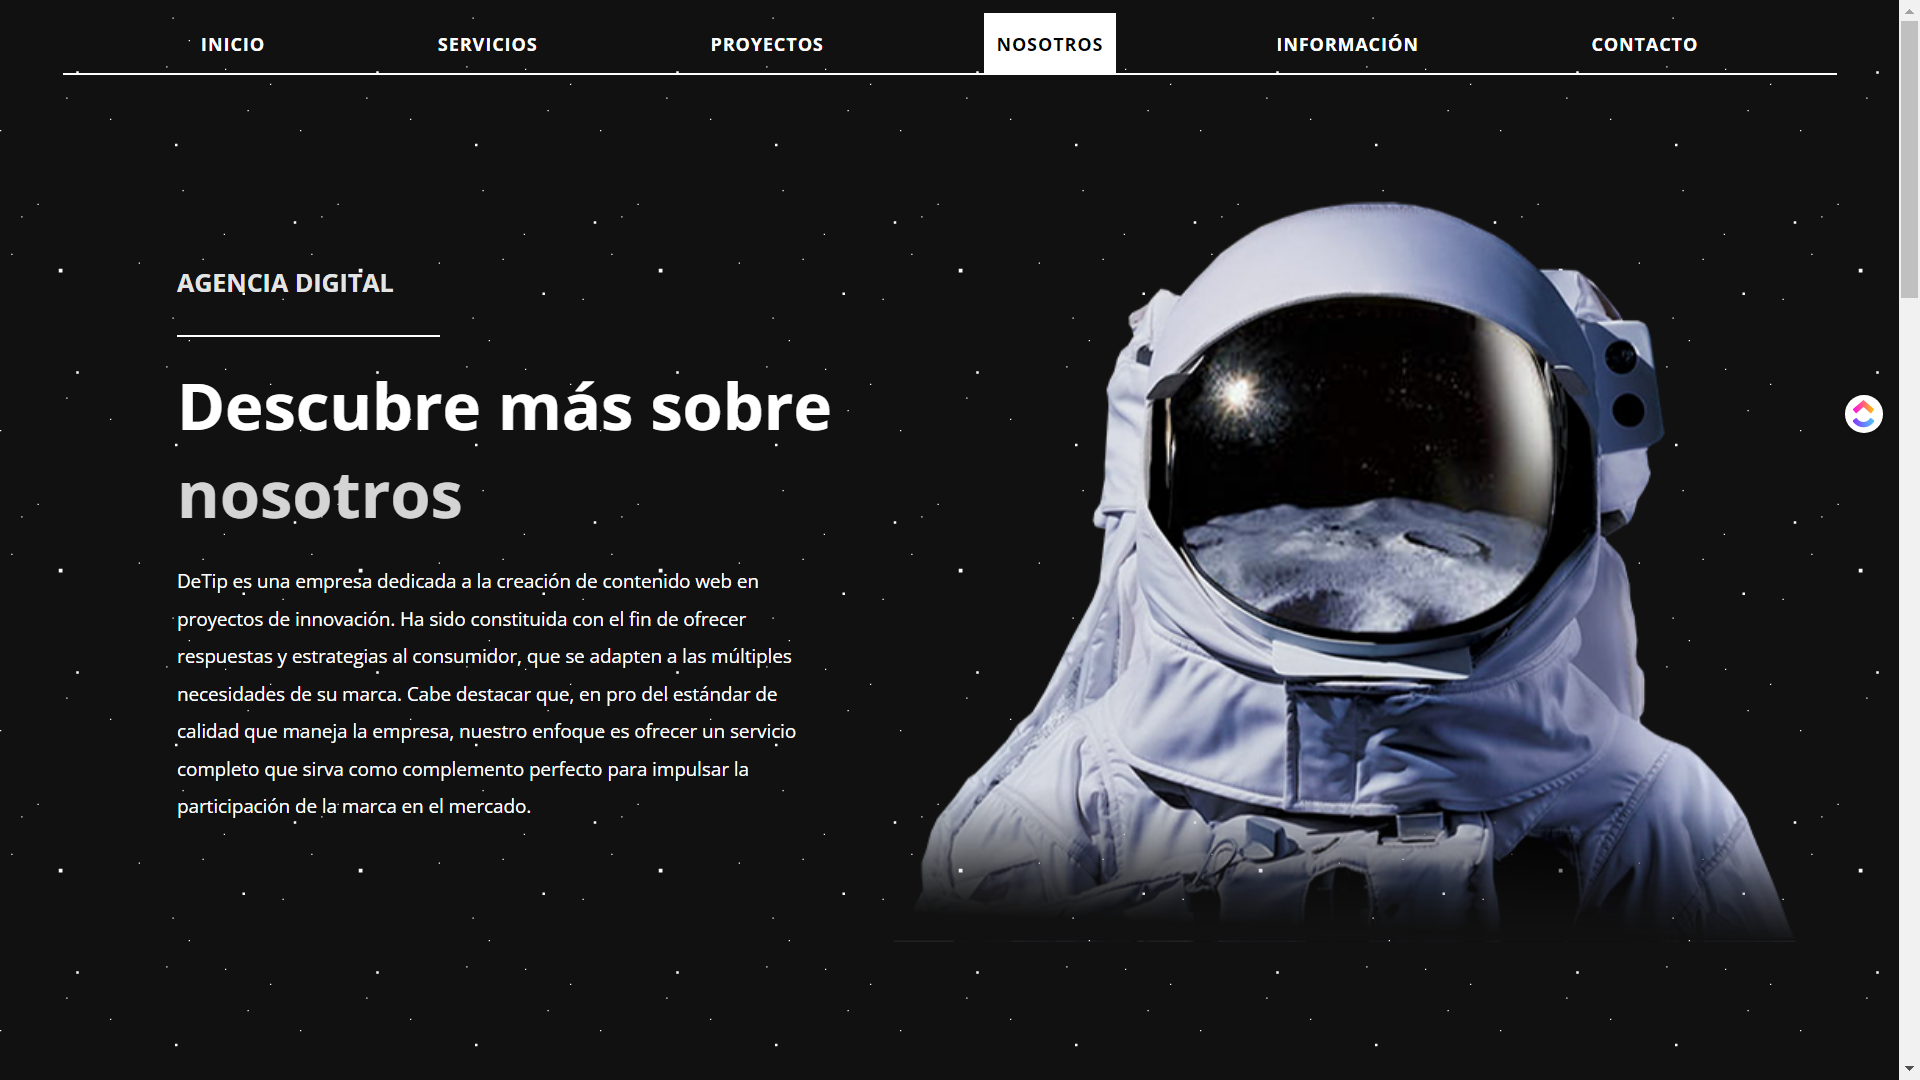 INICIO SERVICIOS PROYECTOS NOSOTROS INFORMACIÓN CONTACTO
AGENCIA DIGITAL
Descubre más sobre
nosotros
DeTip es una empresa dedicada a la creación de contenido web en
proyectos de innovación. Ha sido constituida con el fin de ofrecer
respuestas y estrategias al consumidor, que se adapten a las múltiples
necesidades de su marca. Cabe destacar que, en pro del estándar de
calidad que maneja la empresa, nuestro enfoque es ofrecer un servicio
completo que sirva como complemento perfecto para impulsar la
participación de la marca en el mercado.